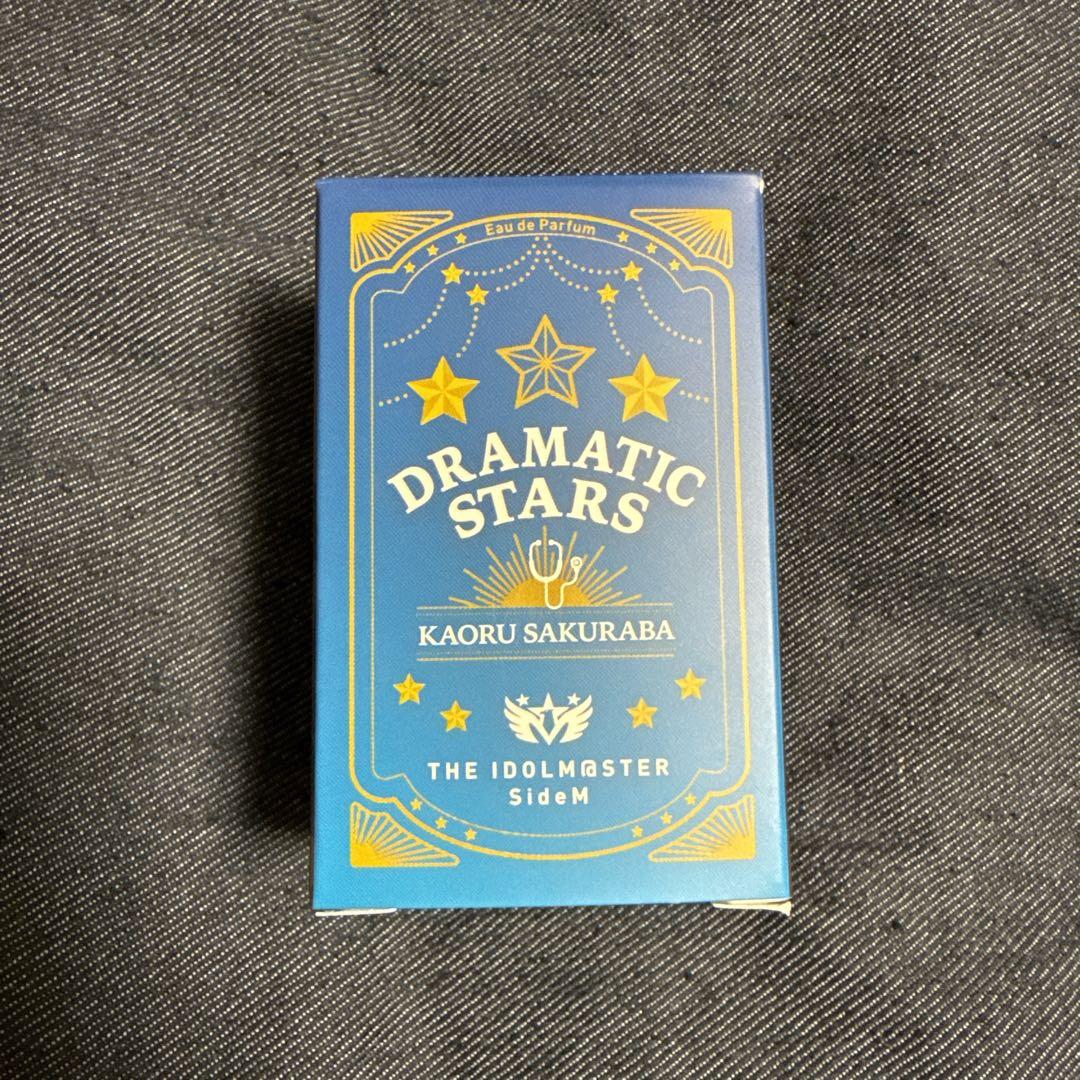 Eau de Parfum
DRAMATIC
STARS
KAORU SAKURABA
THE IDOLM@STER
SideM